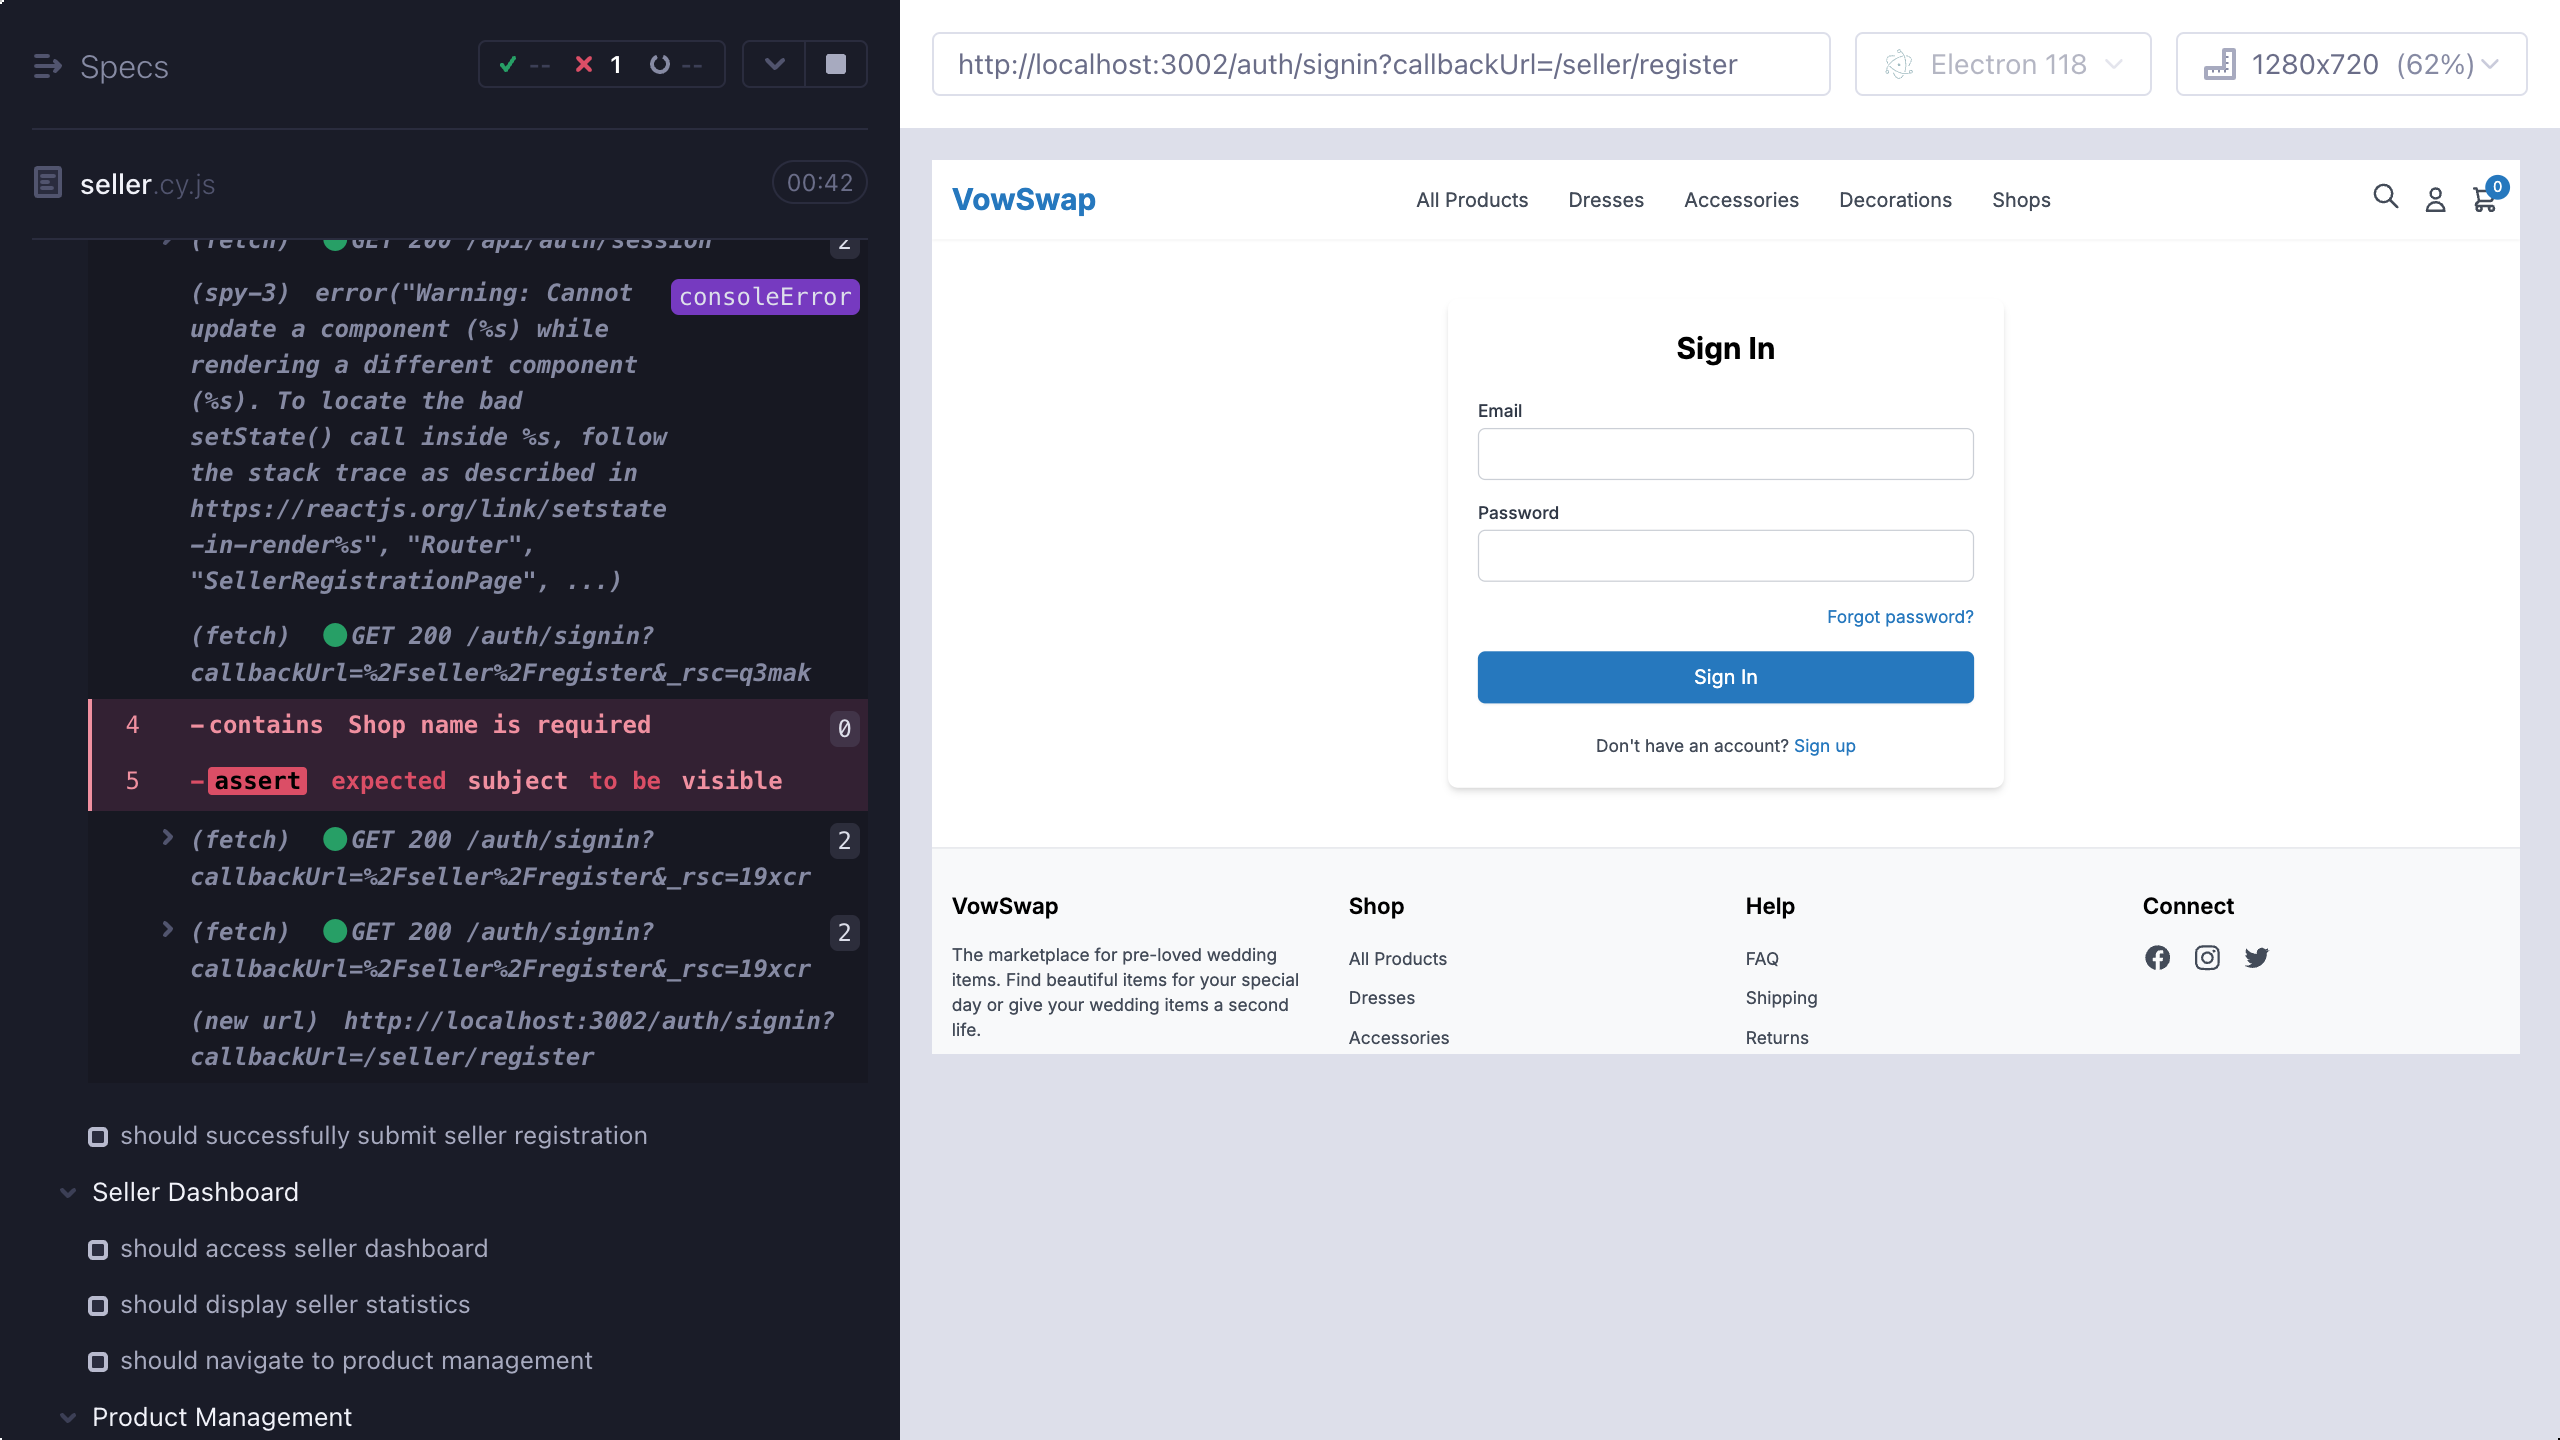 Specs
-- 1 --
seller.cy.js
00:42
(fetch) GET 200 /api/auth/session
2
(spy-3) error("Warning: Cannot
consoleError
update a component (%s) while
rendering a different component
(%s). To locate the bad
setState() call inside %s, follow
the stack trace as described in
https://reactjs.org/link/setstate
-in-render%s", "Router",
"SellerRegistrationPage", ...)
(fetch) GET 200 /auth/signin?
callbackUrl=%2Fseller%2Fregister&_rsc=q3mak
4 -contains Shop name is required 0
5 -assert expected subject to be visible
(fetch) GET 200 /auth/signin? 2
callbackUrl=%2Fseller%2Fregister&_rsc=19xcr
(fetch) GET 200 /auth/signin? 2
callbackUrl=%2Fseller%2Fregister&_rsc=19xcr
(new url) http://localhost:3002/auth/signin?
callbackUrl=/seller/register
should successfully submit seller registration
Seller Dashboard
should access seller dashboard
should display seller statistics
should navigate to product management
Product Management
http://localhost:3002/auth/signin?callbackUrl=/seller/register
Electron 118
1280x720 (62%)
VowSwap
All Products
Dresses
Accessories
Decorations
Shops
0
Sign In
Email
Password
Forgot password?
Sign In
Don't have an account? Sign up
VowSwap
The marketplace for pre-loved wedding
items. Find beautiful items for your special
day or give your wedding items a second
life.
Shop
All Products
Dresses
Accessories
Help
FAQ
Shipping
Returns
Connect